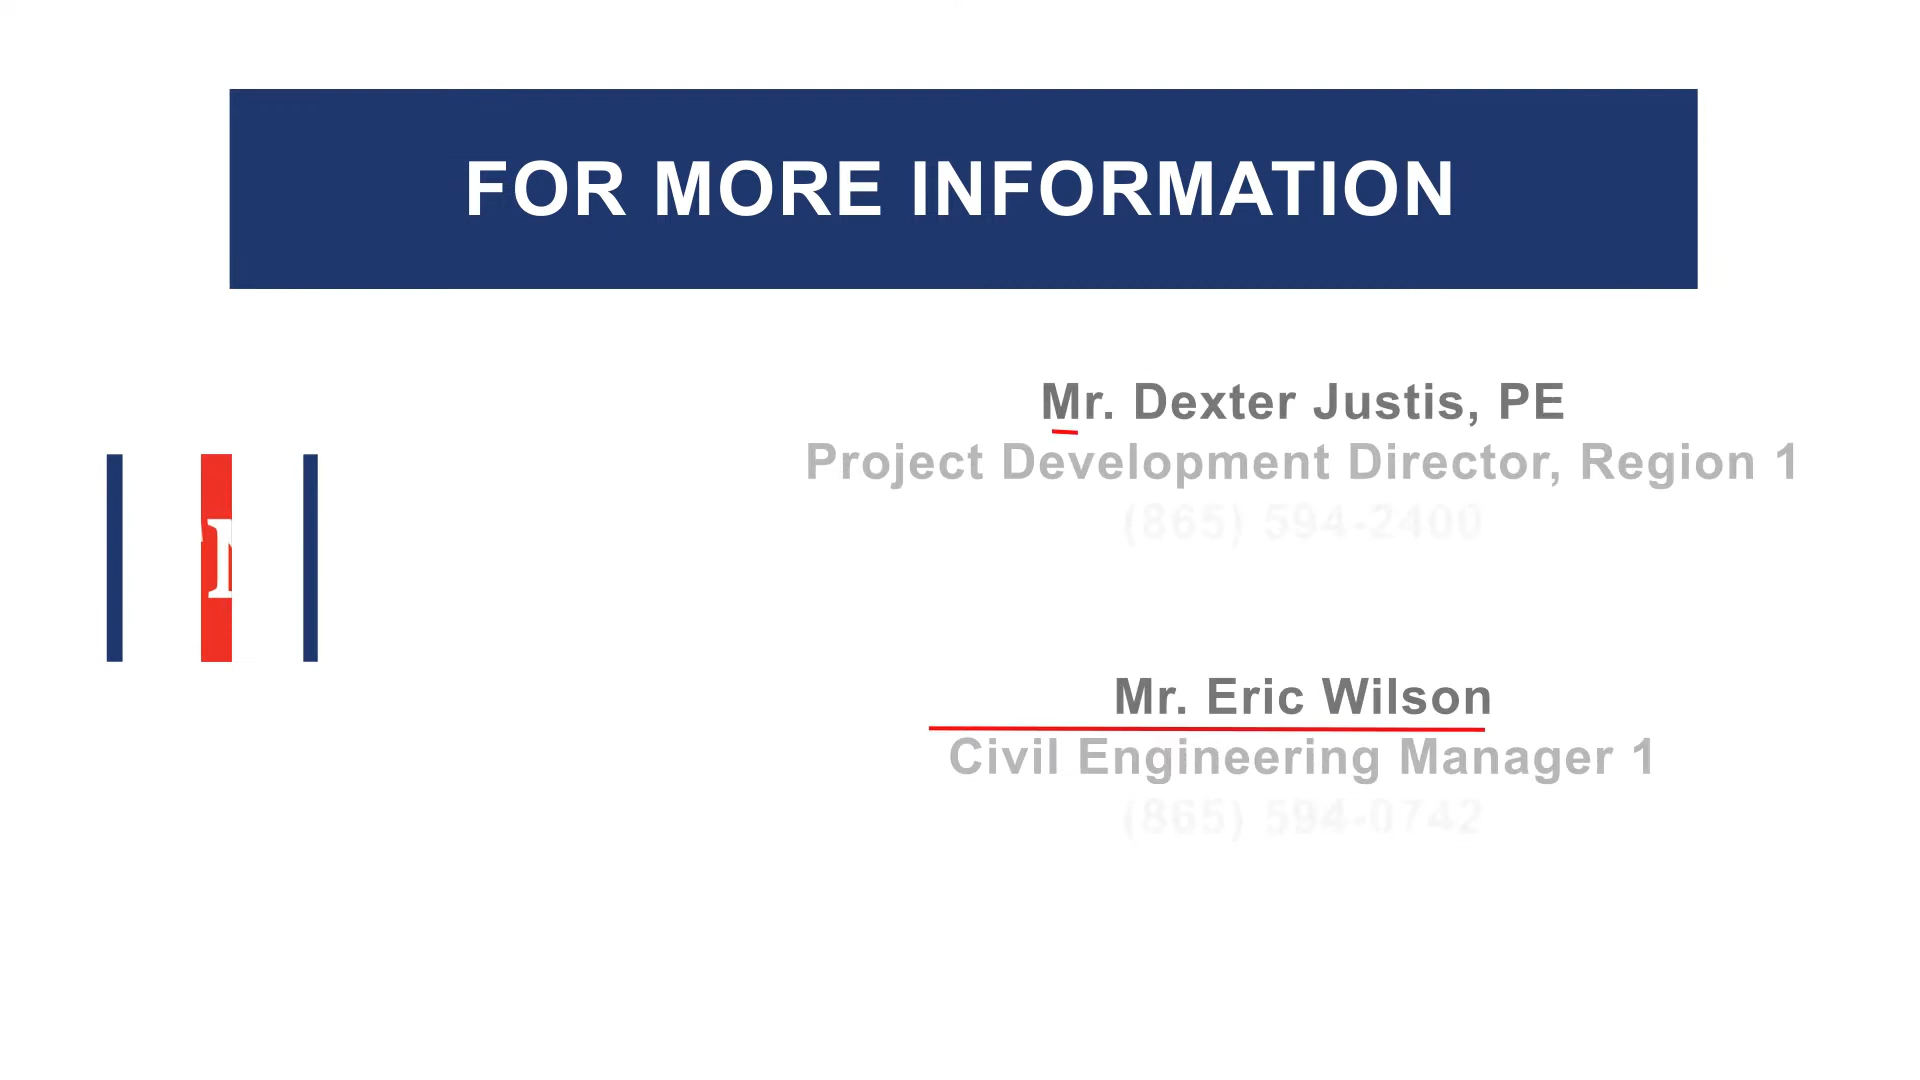 FOR MORE INFORMATION
Mr. Dexter Justis, PE
Project Development Director, Region 1
(865) 594-2400
Mr. Eric Wilson
Civil Engineering Manager 1
(865) 594-0742